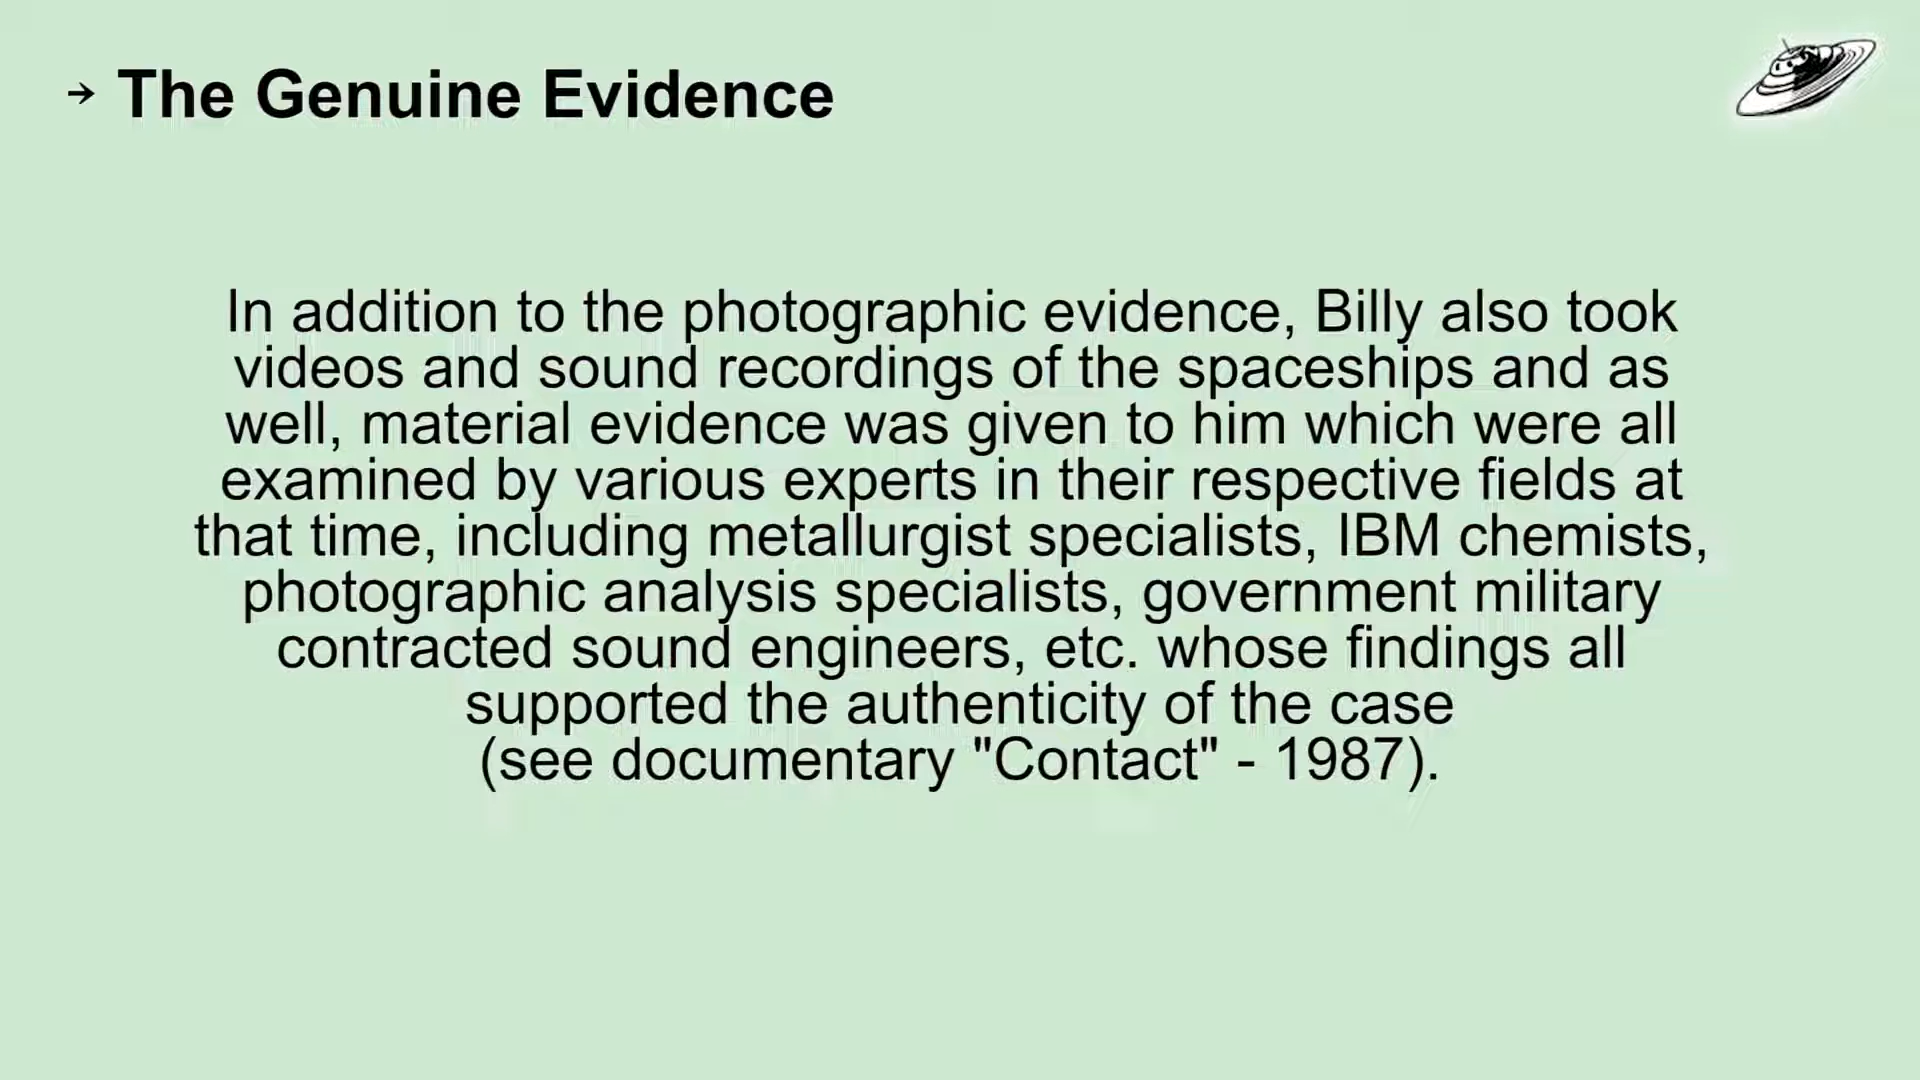 → The Genuine Evidence
In addition to the photographic evidence, Billy also took
videos and sound recordings of the spaceships and as
well, material evidence was given to him which were all
examined by various experts in their respective fields at
that time, including metallurgist specialists, IBM chemists,
photographic analysis specialists, government military
contracted sound engineers, etc. whose findings all
supported the authenticity of the case
(see documentary "Contact" - 1987).